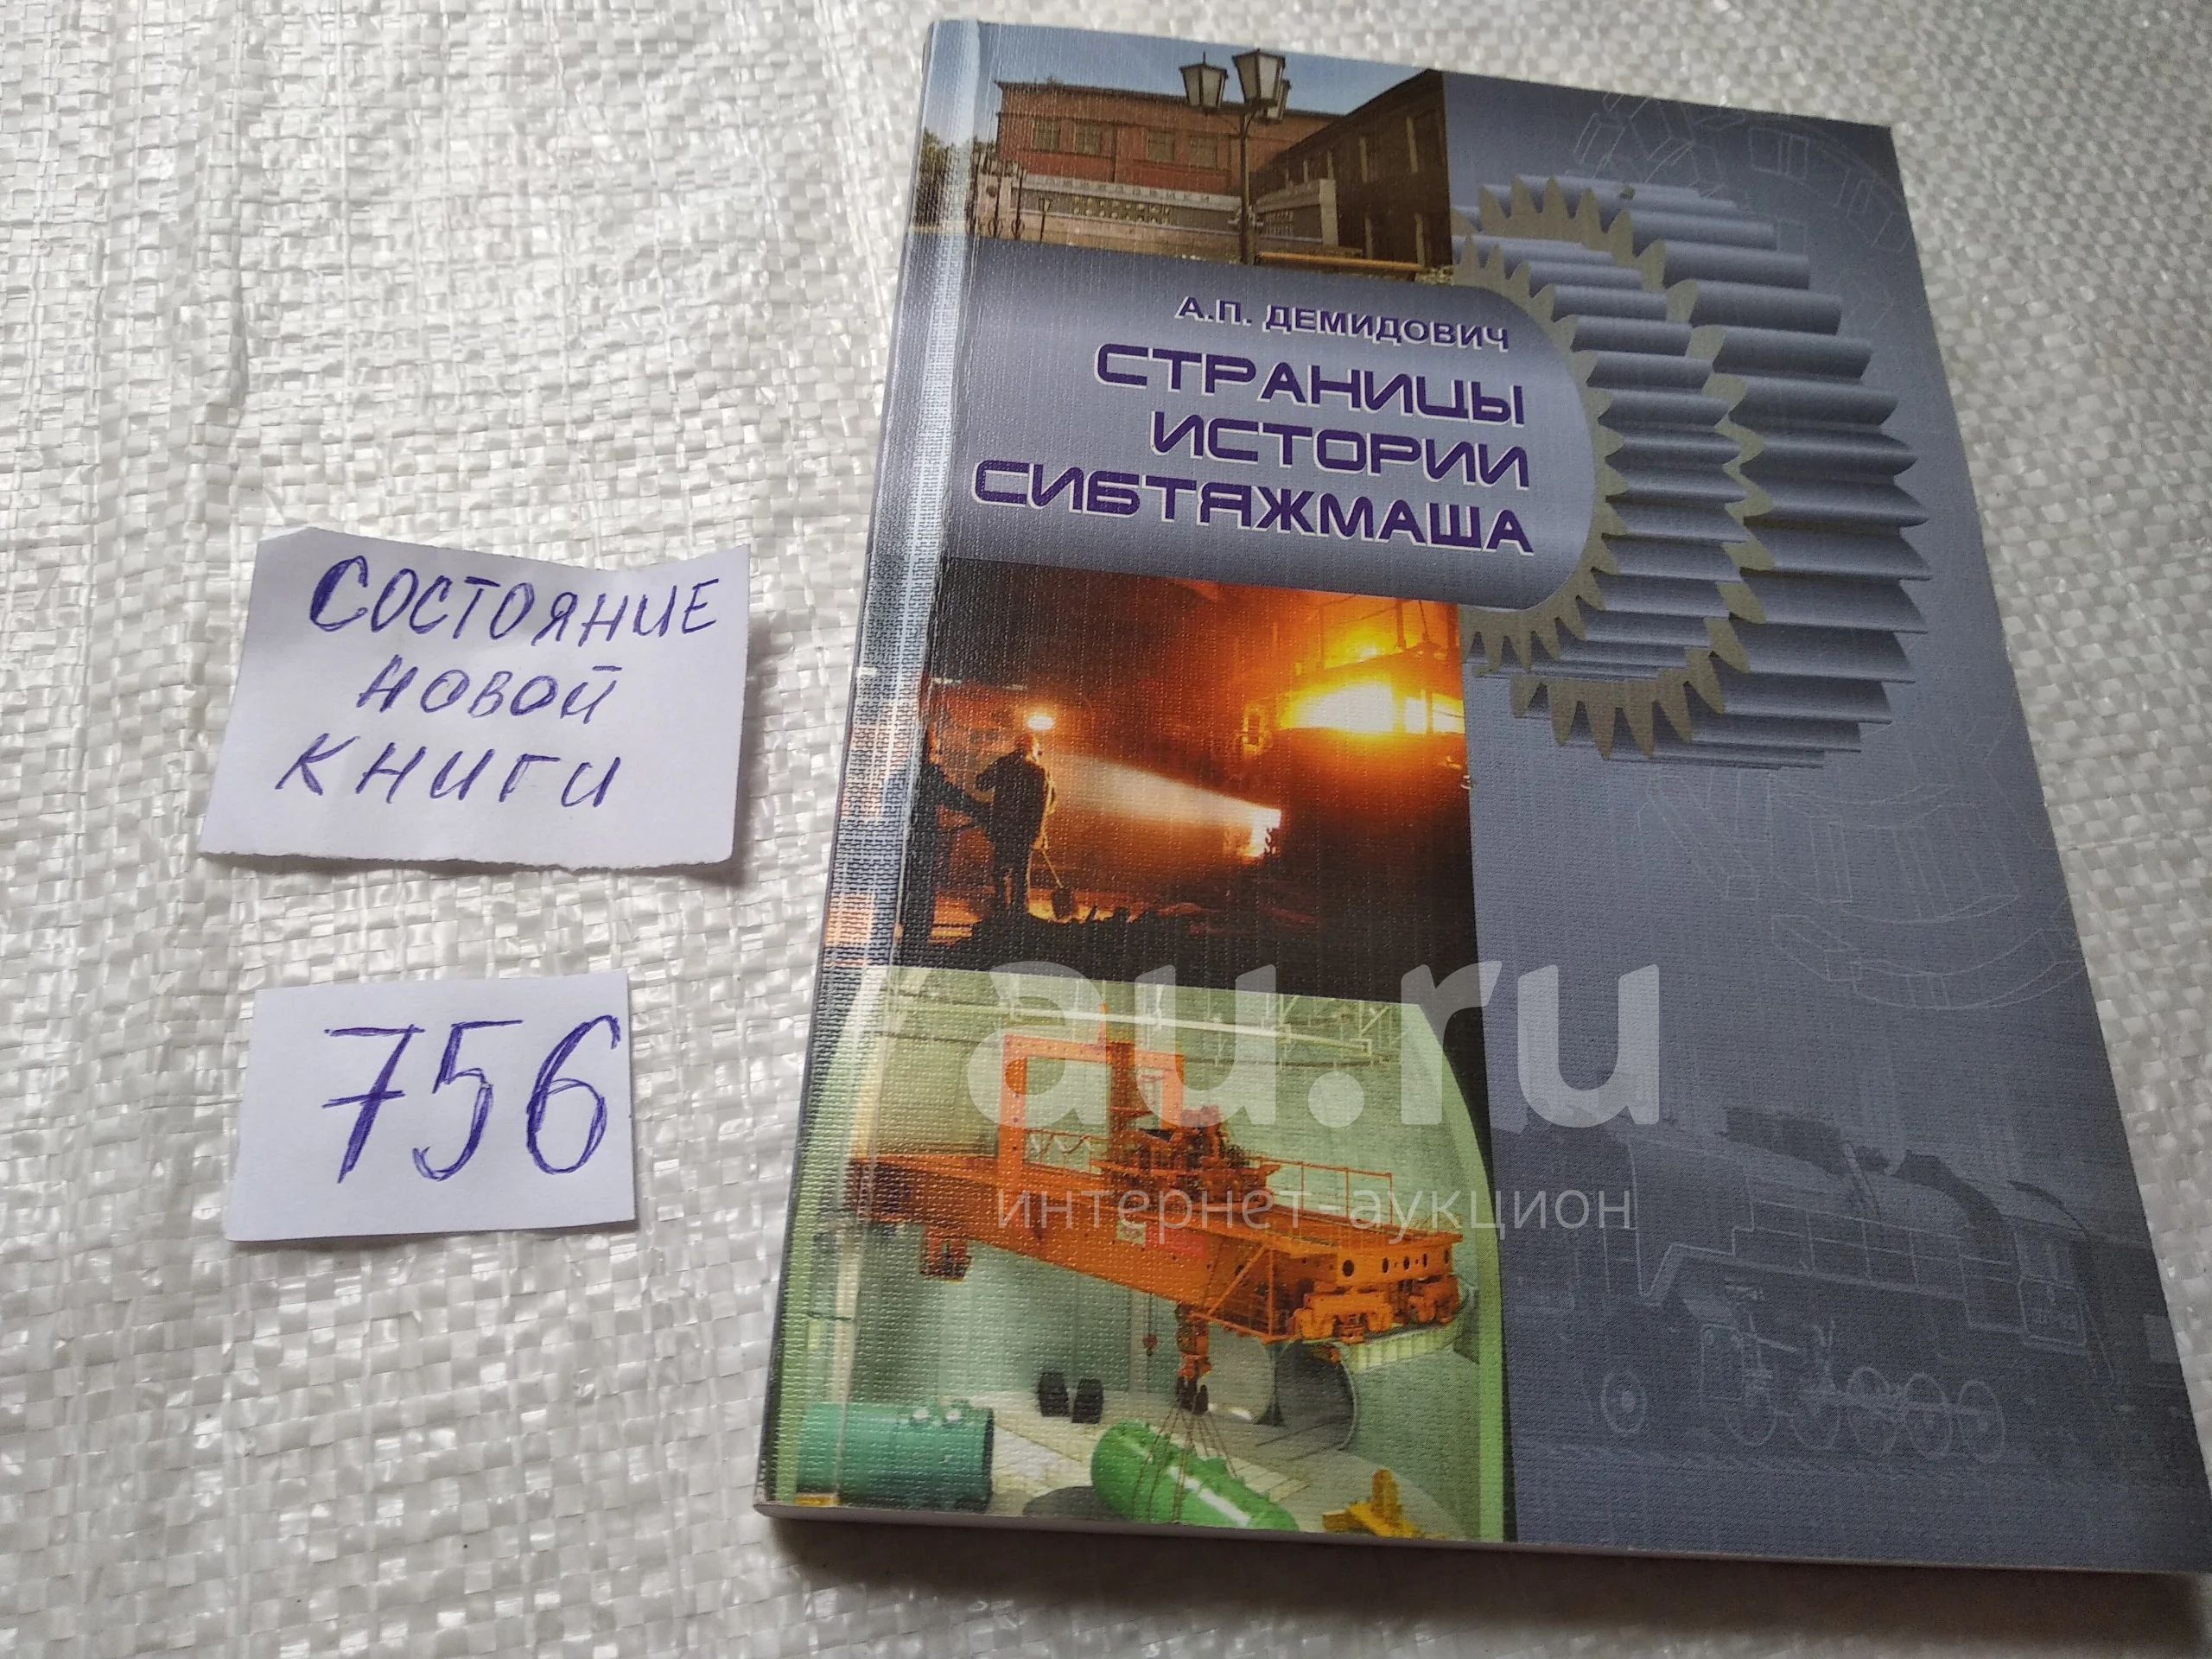 А.П. ДЕМИДОВИЧ
СТРАНИЦЫ
ИСТОРИИ
СИБТЯЖМАША
СОСТОЯНИЕ
НОВОЙ
КНИГИ
756
au.ru
интернет-аукцион